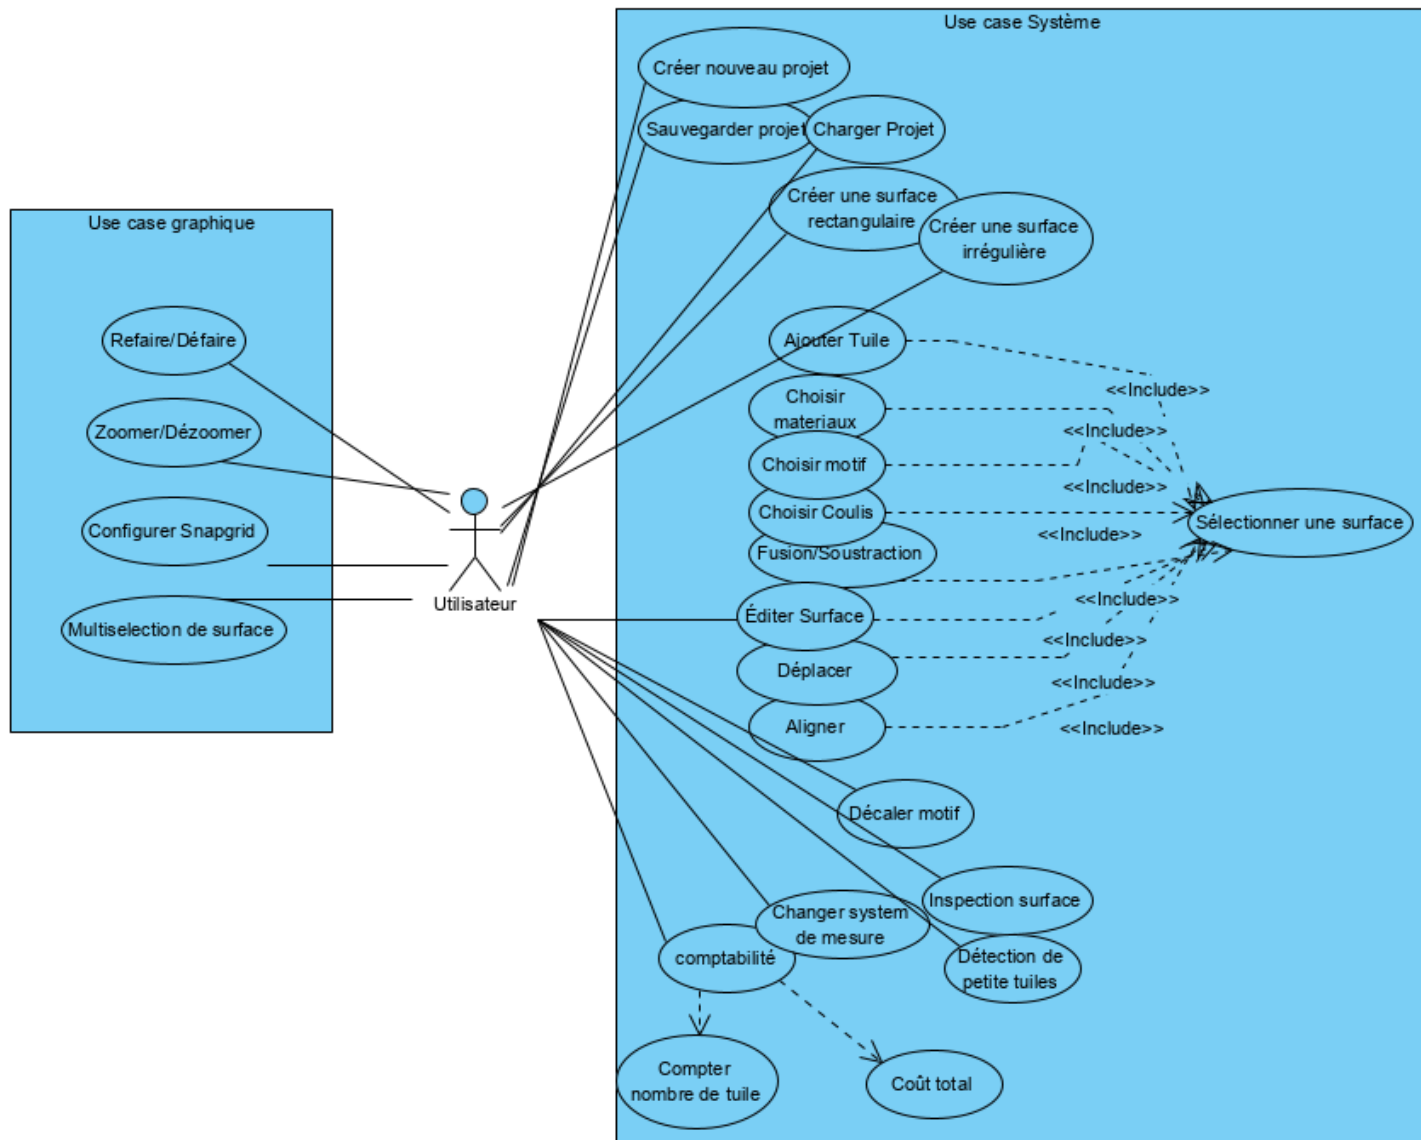 Use case Système
Créer nouveau projet
Sauvegarder projet
Charger Projet
Créer une surface
rectangulaire
Créer une surface
irrégulière
Use case graphique
Refaire/Défaire
Zoomer/Dézoomer
Configurer Snapgrid
Multiselection de surface
Utilisateur
Ajouter Tuile
<<Include>>
Choisir
materiaux
<<Include>>
Choisir motif
<<Include>>
Choisir Coulis
Sélectionner une surface
<<Include>>
Fusion/Soustraction
<<Include>>
Éditer Surface
<<Include>>
Déplacer
<<Include>>
Aligner
<<Include>>
Décaler motif
Inspection surface
Changer system
de mesure
comptabilité
Détection de
petite tuiles
Compter
nombre de tuile
Coût total